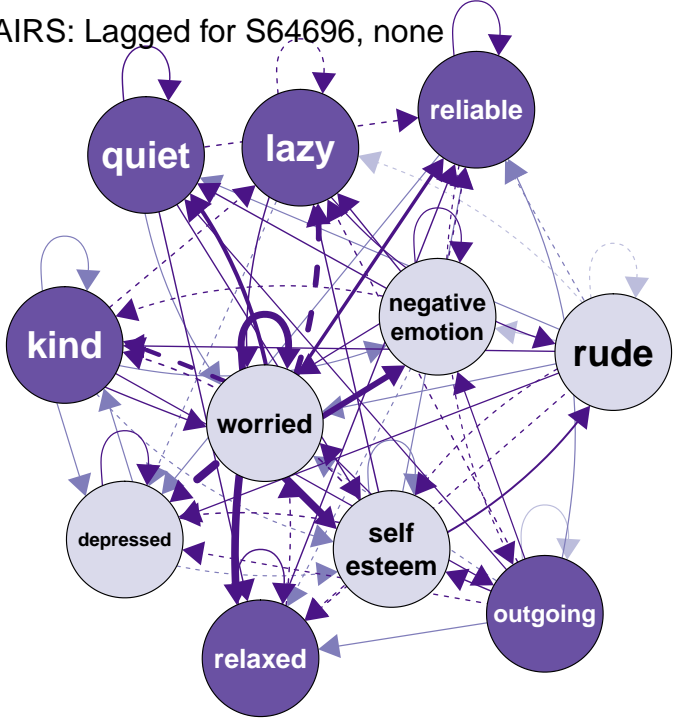 AIRS: Lagged for S64696, none
reliable
quiet
lazy
negative
emotion
kind
rude
worried
depressed
self
esteem
outgoing
relaxed